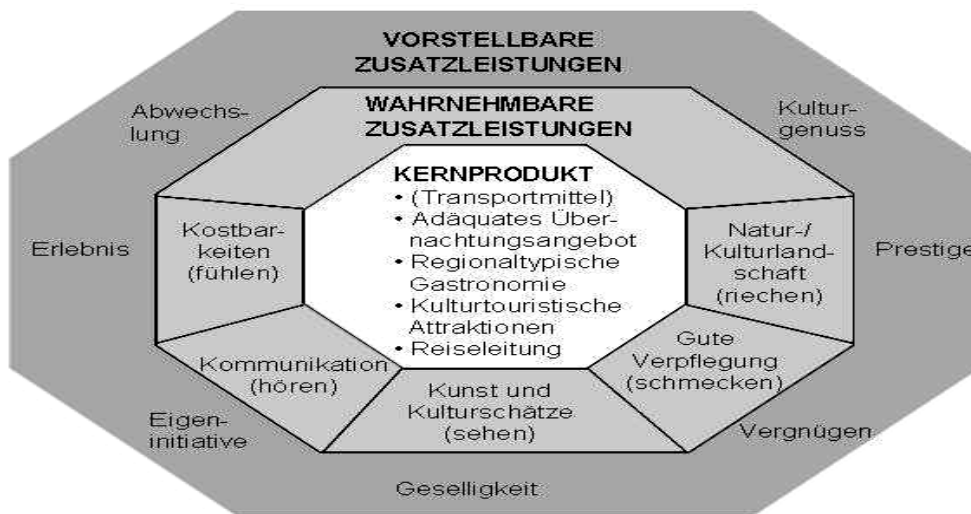 VORSTELLBARE
ZUSATZLEISTUNGEN
Abwechs-
lung
WAHRNEHMBARE
ZUSATZLEISTUNGEN
Kultur-
genuss
KERNPRODUKT
• (Transportmittel)
• Adäquates Über-
nachtungsangebot
• Regionaltypische
Gastronomie
• Kulturtouristische
Attraktionen
• Reiseleitung
Erlebnis
Kostbar-
keiten
(fühlen)
Natur-/
Kulturland-
schaft
(riechen)
Prestige
Kommunikation
(hören)
Kunst und
Kulturschätze
(sehen)
Gute
Verpflegung
(schmecken)
Eigen-
initiative
Geselligkeit
Vergnügen